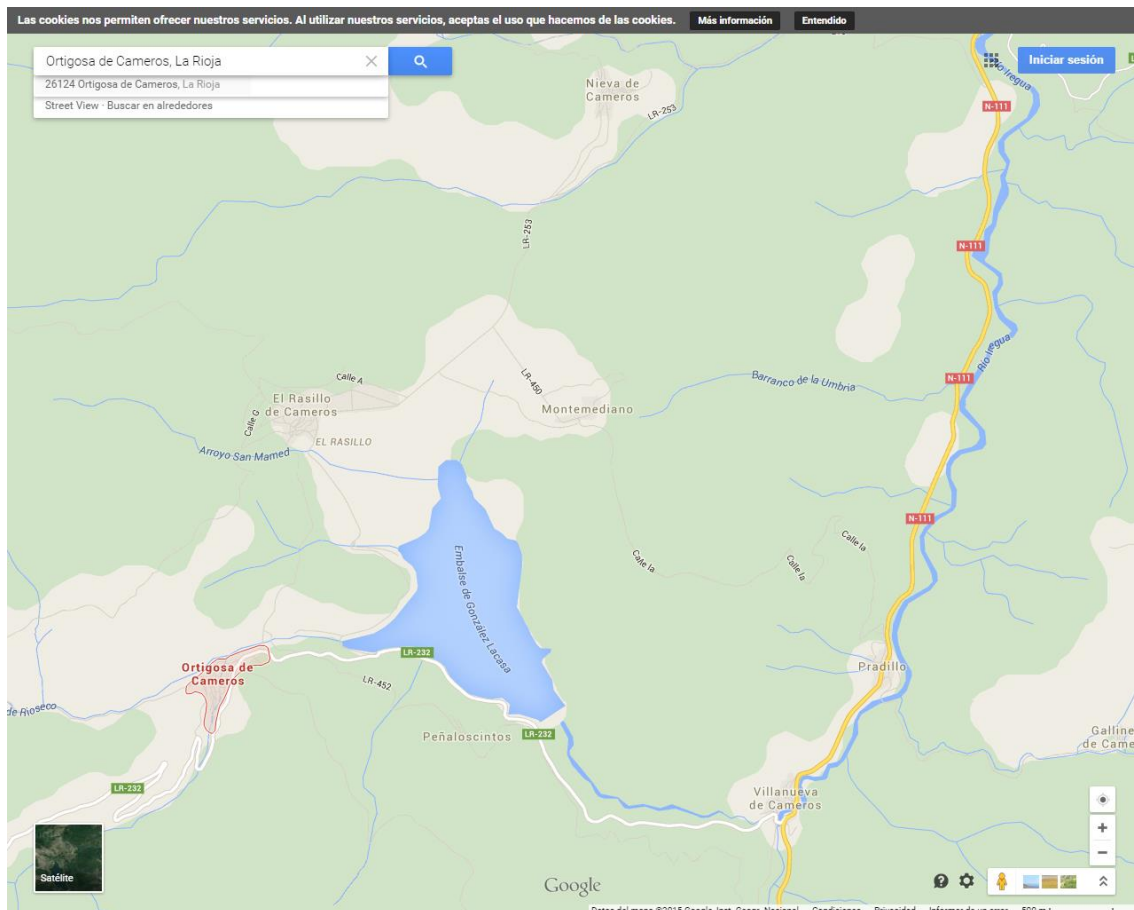 Las cookies nos permiten ofrecer nuestros servicios. Al utilizar nuestros servicios, aceptas el uso que hacemos de las cookies. Más información Entendido
Ortigosa de Cameros, La Rioja
26124 Ortigosa de Cameros, La Rioja
Street View · Buscar en alrededores
Iniciar sesión
Río Iregua
Nieva de
Cameros
LR-253
N-111
LR-253
N-111
Río Iregua
Calle A
LR-450
Barranco de la Umbria
N-111
El Rasillo
de Cameros
Calle G
Montemediano
EL RASILLO
Arroyo San Mamed
N-111
Calle la
Calle la
Calle la
Embalse de González Lacasa
LR-232
Ortigosa de
Cameros
LR-452
Pradillo
de Rioseco
Peñaloscintos
LR-232
Galline
de Came
LR-232
Villanueva
de Cameros
Satélite
Google